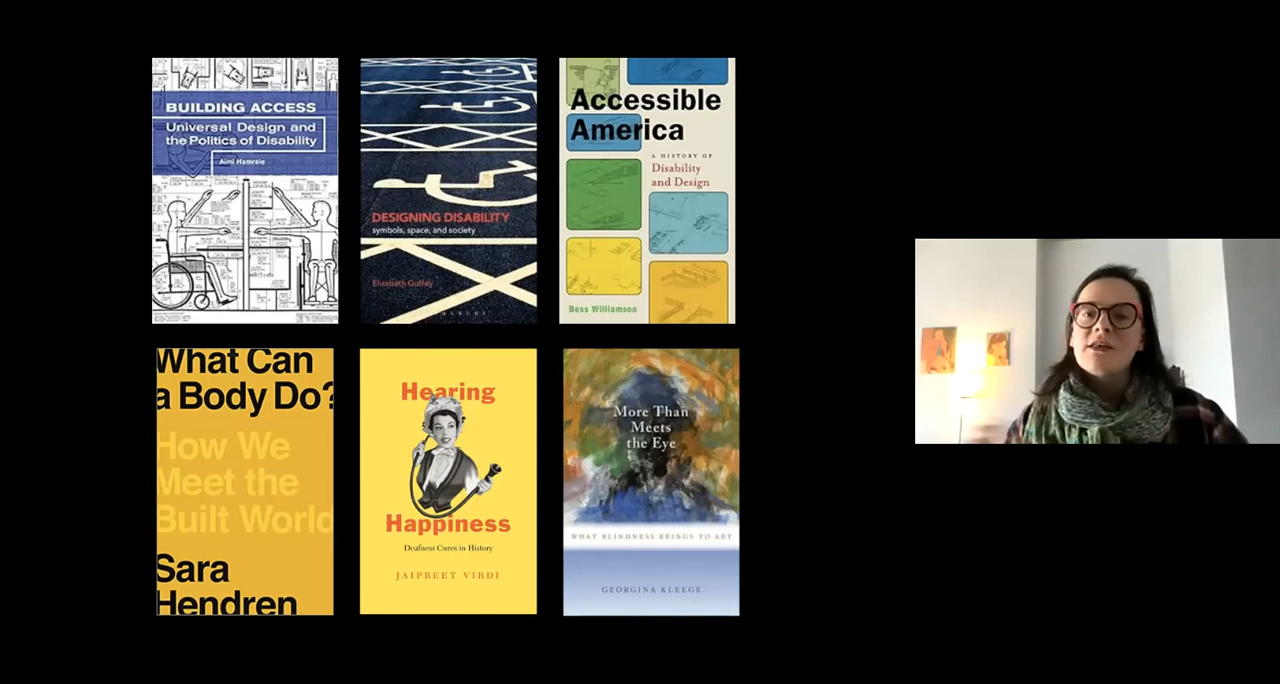 BUILDING ACCESS
Universal Design and
the Politics of Disability
Aimi Hamraie
DESIGNING DISABILITY
symbols, space, and society
Elizabeth Guffey
Accessible
America
A HISTORY OF
Disability
and Design
Bess Williamson
What Can
a Body Do?
How We
Meet the
Built World
Sara
Hendren
Hearing
Happiness
Deafness Cures in History
JAIPREET VIRDI
More Than
Meets
the Eye
WHAT BLINDNESS BRINGS TO ART
GEORGINA KLEEGE